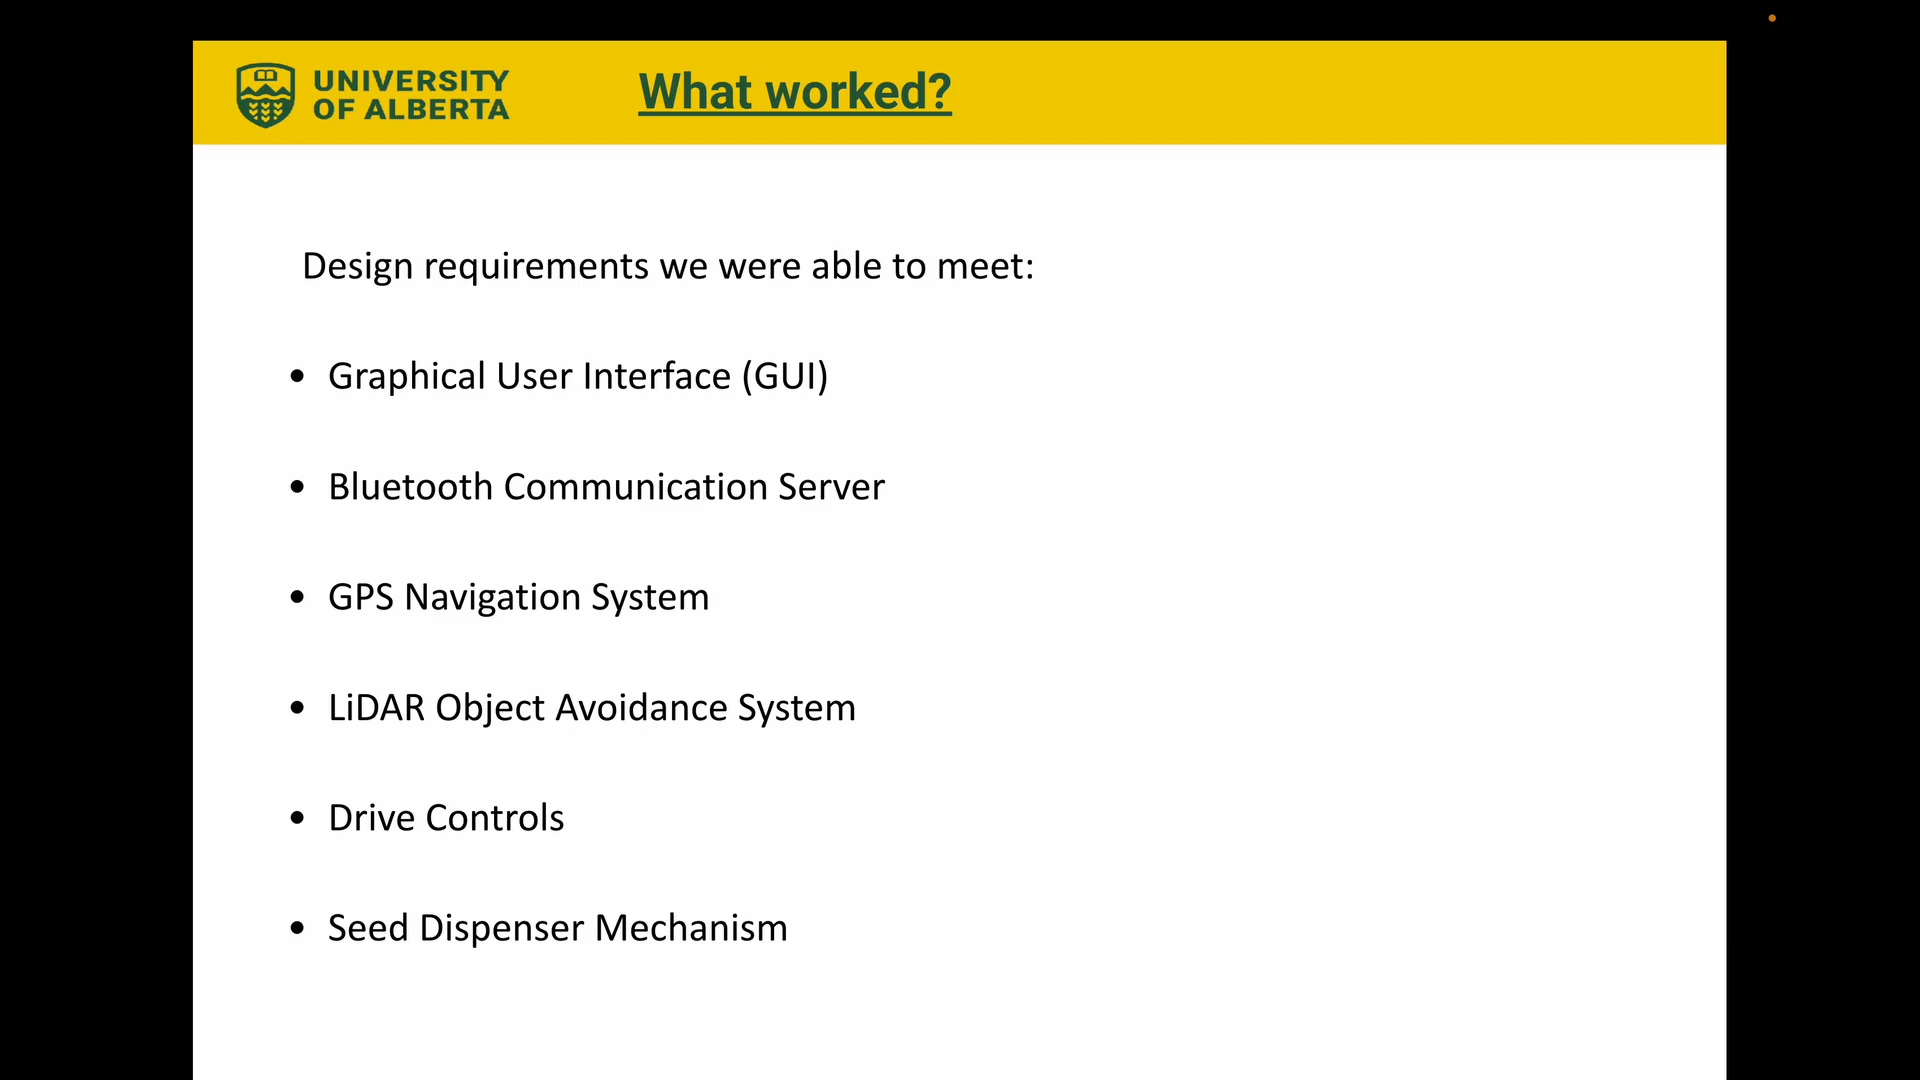 UNIVERSITY
OF ALBERTA
What worked?
Design requirements we were able to meet:
• Graphical User Interface (GUI)
• Bluetooth Communication Server
• GPS Navigation System
• LiDAR Object Avoidance System
• Drive Controls
• Seed Dispenser Mechanism